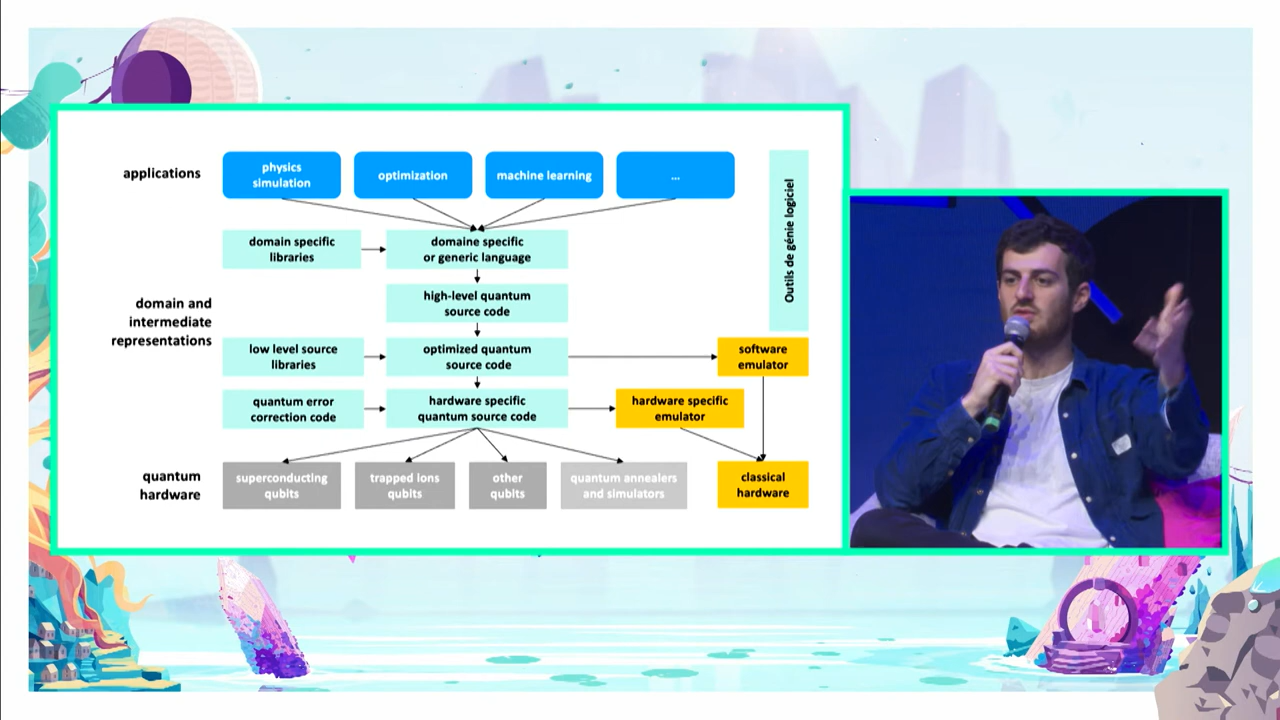 applications
physics
simulation
optimization
machine learning
...
Outils de génie logiciel
domain specific
libraries
domaine specific
or generic language
domain and
intermediate
representations
high-level quantum
source code
low level source
libraries
optimized quantum
source code
software
emulator
quantum error
correction code
hardware specific
quantum source code
hardware specific
emulator
quantum
hardware
superconducting
qubits
trapped ions
qubits
other
qubits
quantum annealers
and simulators
classical
hardware